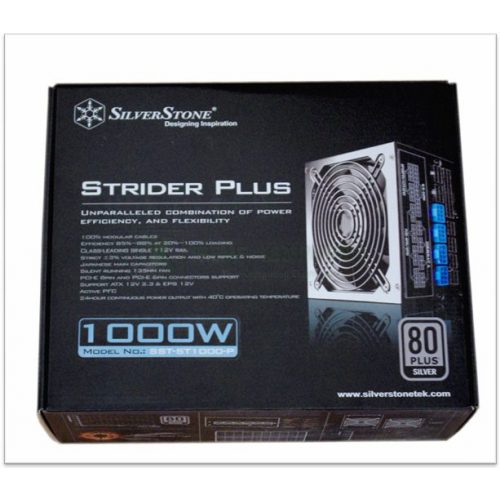 SILVERSTONE®
Designing Inspiration
STRIDER PLUS
UNPARALLELED COMBINATION OF POWER
EFFICIENCY, AND FLEXIBILITY
100% MODULAR CABLES
EFFICIENCY 85%~88% AT 20%~100% LOADING
CLASS-LEADING SINGLE +12V RAIL
STRICT ±3% VOLTAGE REGULATION AND LOW RIPPLE & NOISE
JAPANESE MAIN CAPACITORS
SILENT RUNNING 135MM FAN
PCI-E 8PIN AND PCI-E 6PIN CONNECTORS SUPPORT
SUPPORT ATX 12V 2.3 & EPS 12V
ACTIVE PFC
24HOUR CONTINUOUS POWER OUTPUT WITH 40°C OPERATING TEMPERATURE
1000W
MODEL NO.: SST-ST1000-P
80
PLUS
SILVER
www.silverstonetek.com